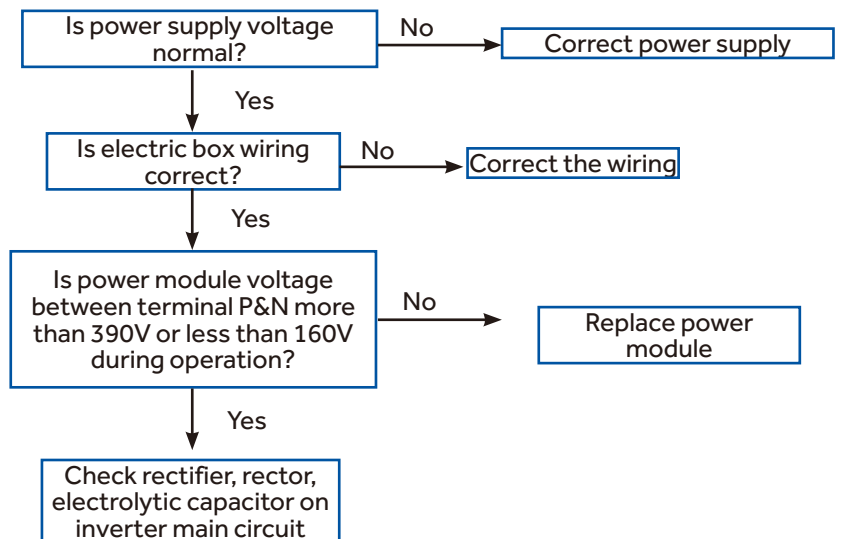 Is power supply voltage
normal?
No
Correct power supply
Yes
Is electric box wiring
correct?
No
Correct the wiring
Yes
Is power module voltage
between terminal P&N more
than 390V or less than 160V
during operation?
No
Replace power
module
Yes
Check rectifier, rector,
electrolytic capacitor on
inverter main circuit